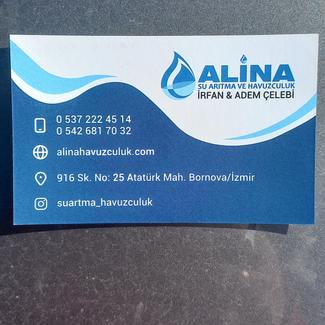 ALİNA
SU ARITMA VE HAVUZCULUK
İRFAN & ADEM ÇELEBİ
0 537 222 45 14
0 542 681 70 32
alinahavuzculuk.com
916 Sk. No: 25 Atatürk Mah. Bornova/İzmir
suartma_havuzculuk